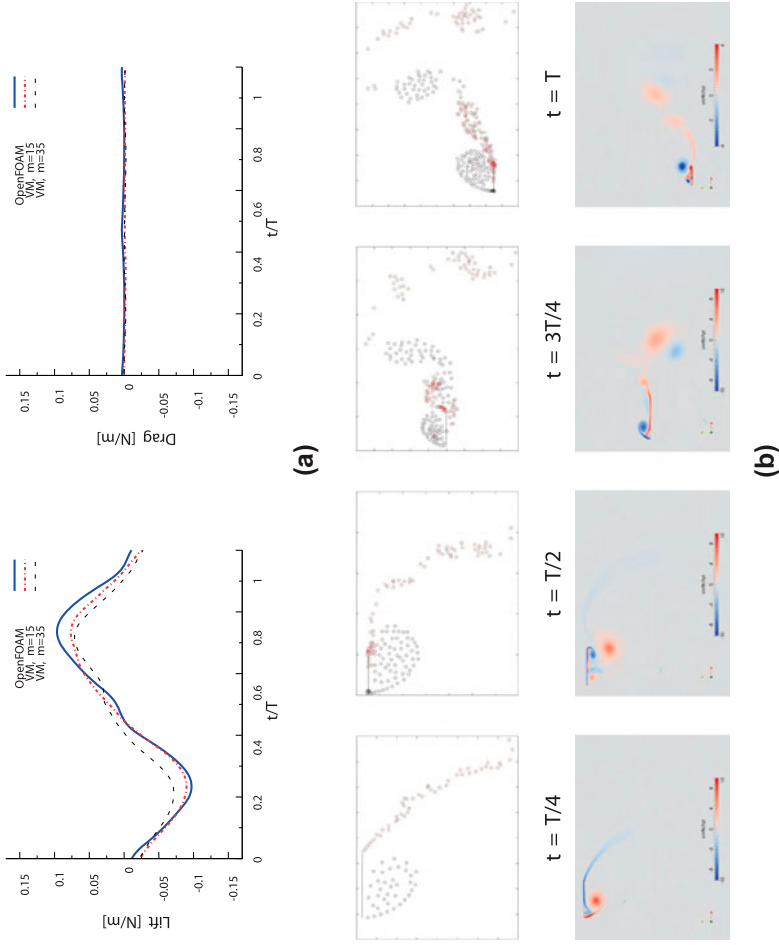 OpenFOAM
VM, m=15
VM, m=35
Lift [N/m]
0.15
0.1
0.05
0
-0.05
-0.1
-0.15
0
0.2
0.4
0.6
0.8
1
t/T
OpenFOAM
VM, m=15
VM, m=35
Drag [N/m]
0.15
0.1
0.05
0
-0.05
-0.1
-0.15
0
0.2
0.4
0.6
0.8
1
t/T
(a)
t = T/4
t = T/2
t = 3T/4
t = T
(b)